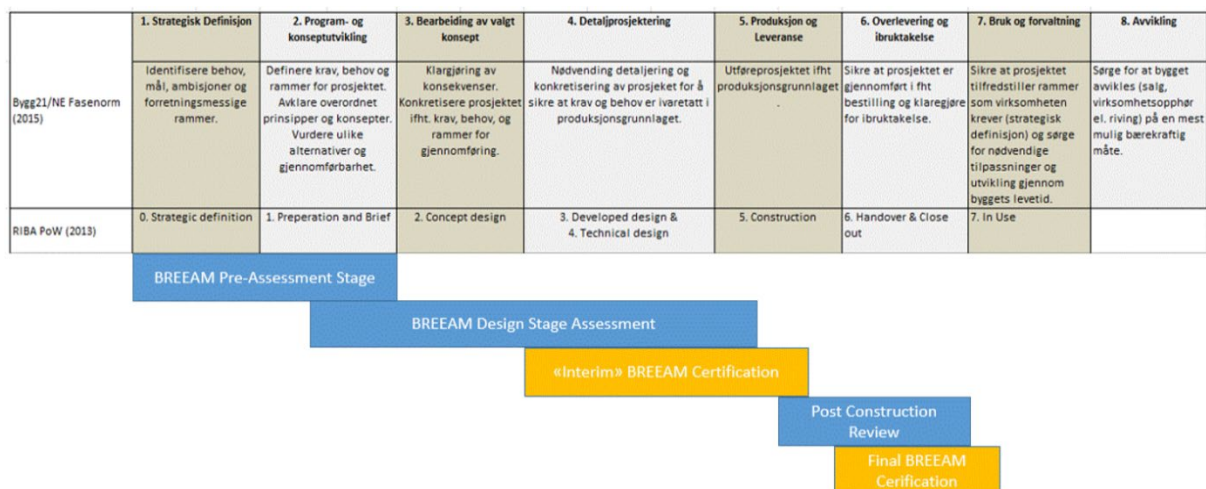 1. Strategisk Definisjon
2. Program- og
konseptutvikling
3. Bearbeiding av valgt
konsept
4. Detaljprosjektering
5. Produksjon og
Leveranse
6. Overlevering og
ibruktakelse
7. Bruk og forvaltning
8. Avvikling
Bygg21/NE Fasenorm
(2015)
Identifisere behov,
mål, ambisjoner og
forretningsmessige
rammer.
Definere krav, behov og
rammer for prosjektet.
Avklare overordnet
prinsipper og konsepter.
Vurdere ulike
alternativer og
gjennomførbarhet.
Klargjøring av
konsekvenser.
Konkretisere prosjektet
ifht. krav, behov, og
rammer for
gjennomføring.
Nødvending detaljering og
konkretisering av prosjeket for å
sikre at krav og behov er ivaretatt i
produksjonsgrunnlaget.
Utføreprosjektet ifht
produksjonsgrunnlaget
.
Sikre at prosjektet er
gjennomført i fht
bestilling og klaregjøre
for ibruktakelse.
Sikre at prosjektet
tilfredstiller rammer
som virksomheten
krever (strategisk
definisjon) og sørge
for nødvendige
tilpassninger og
utvikling gjennom
byggets levetid.
Sørge for at bygget
avvikles (salg,
virksomhetsopphør
el. riving) på en mest
mulig bærekraftig
måte.
RIBA PoW (2013)
0. Strategic definition
1. Preperation and Brief
2. Concept design
3. Developed design &
4. Technical design
5. Construction
6. Handover & Close
out
7. In Use
BREEAM Pre-Assessment Stage
BREEAM Design Stage Assessment
«Interim» BREEAM Certification
Post Construction
Review
Final BREEAM
Cerification